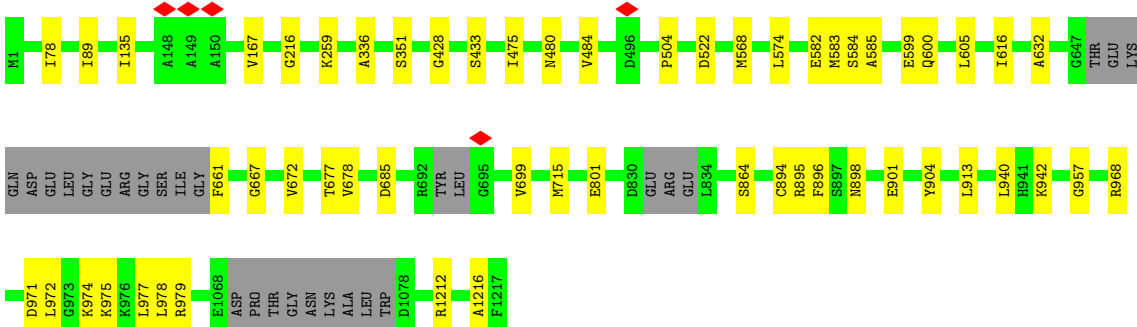 M1 I78 I89 I135 A148 A149 A150 V167 G216 K259 A336 S351 G428 S433 I475 N480 V484 D496 P504 D522 M568 L574 E582 M583 S584 A585 E599 Q600 L605 I616 A632 G647 THR GLU LYS
GLN ASP GLU LEU GLY GLU ARG GLY SER ILE GLY F661 G667 V672 T677 V678 D685 R692 TYR LEU G695 V699 M715 E801 D830 GLU ARG GLU L834 S864 C894 R895 F896 S897 N898 E901 Y904 L913 L940 H941 K942 G957 R968
D971 L972 G973 K974 K975 K976 L977 L978 R979 E1068 ASP PRO THR GLY ASN LYS ALA LEU TRP D1078 R1212 A1216 F1217